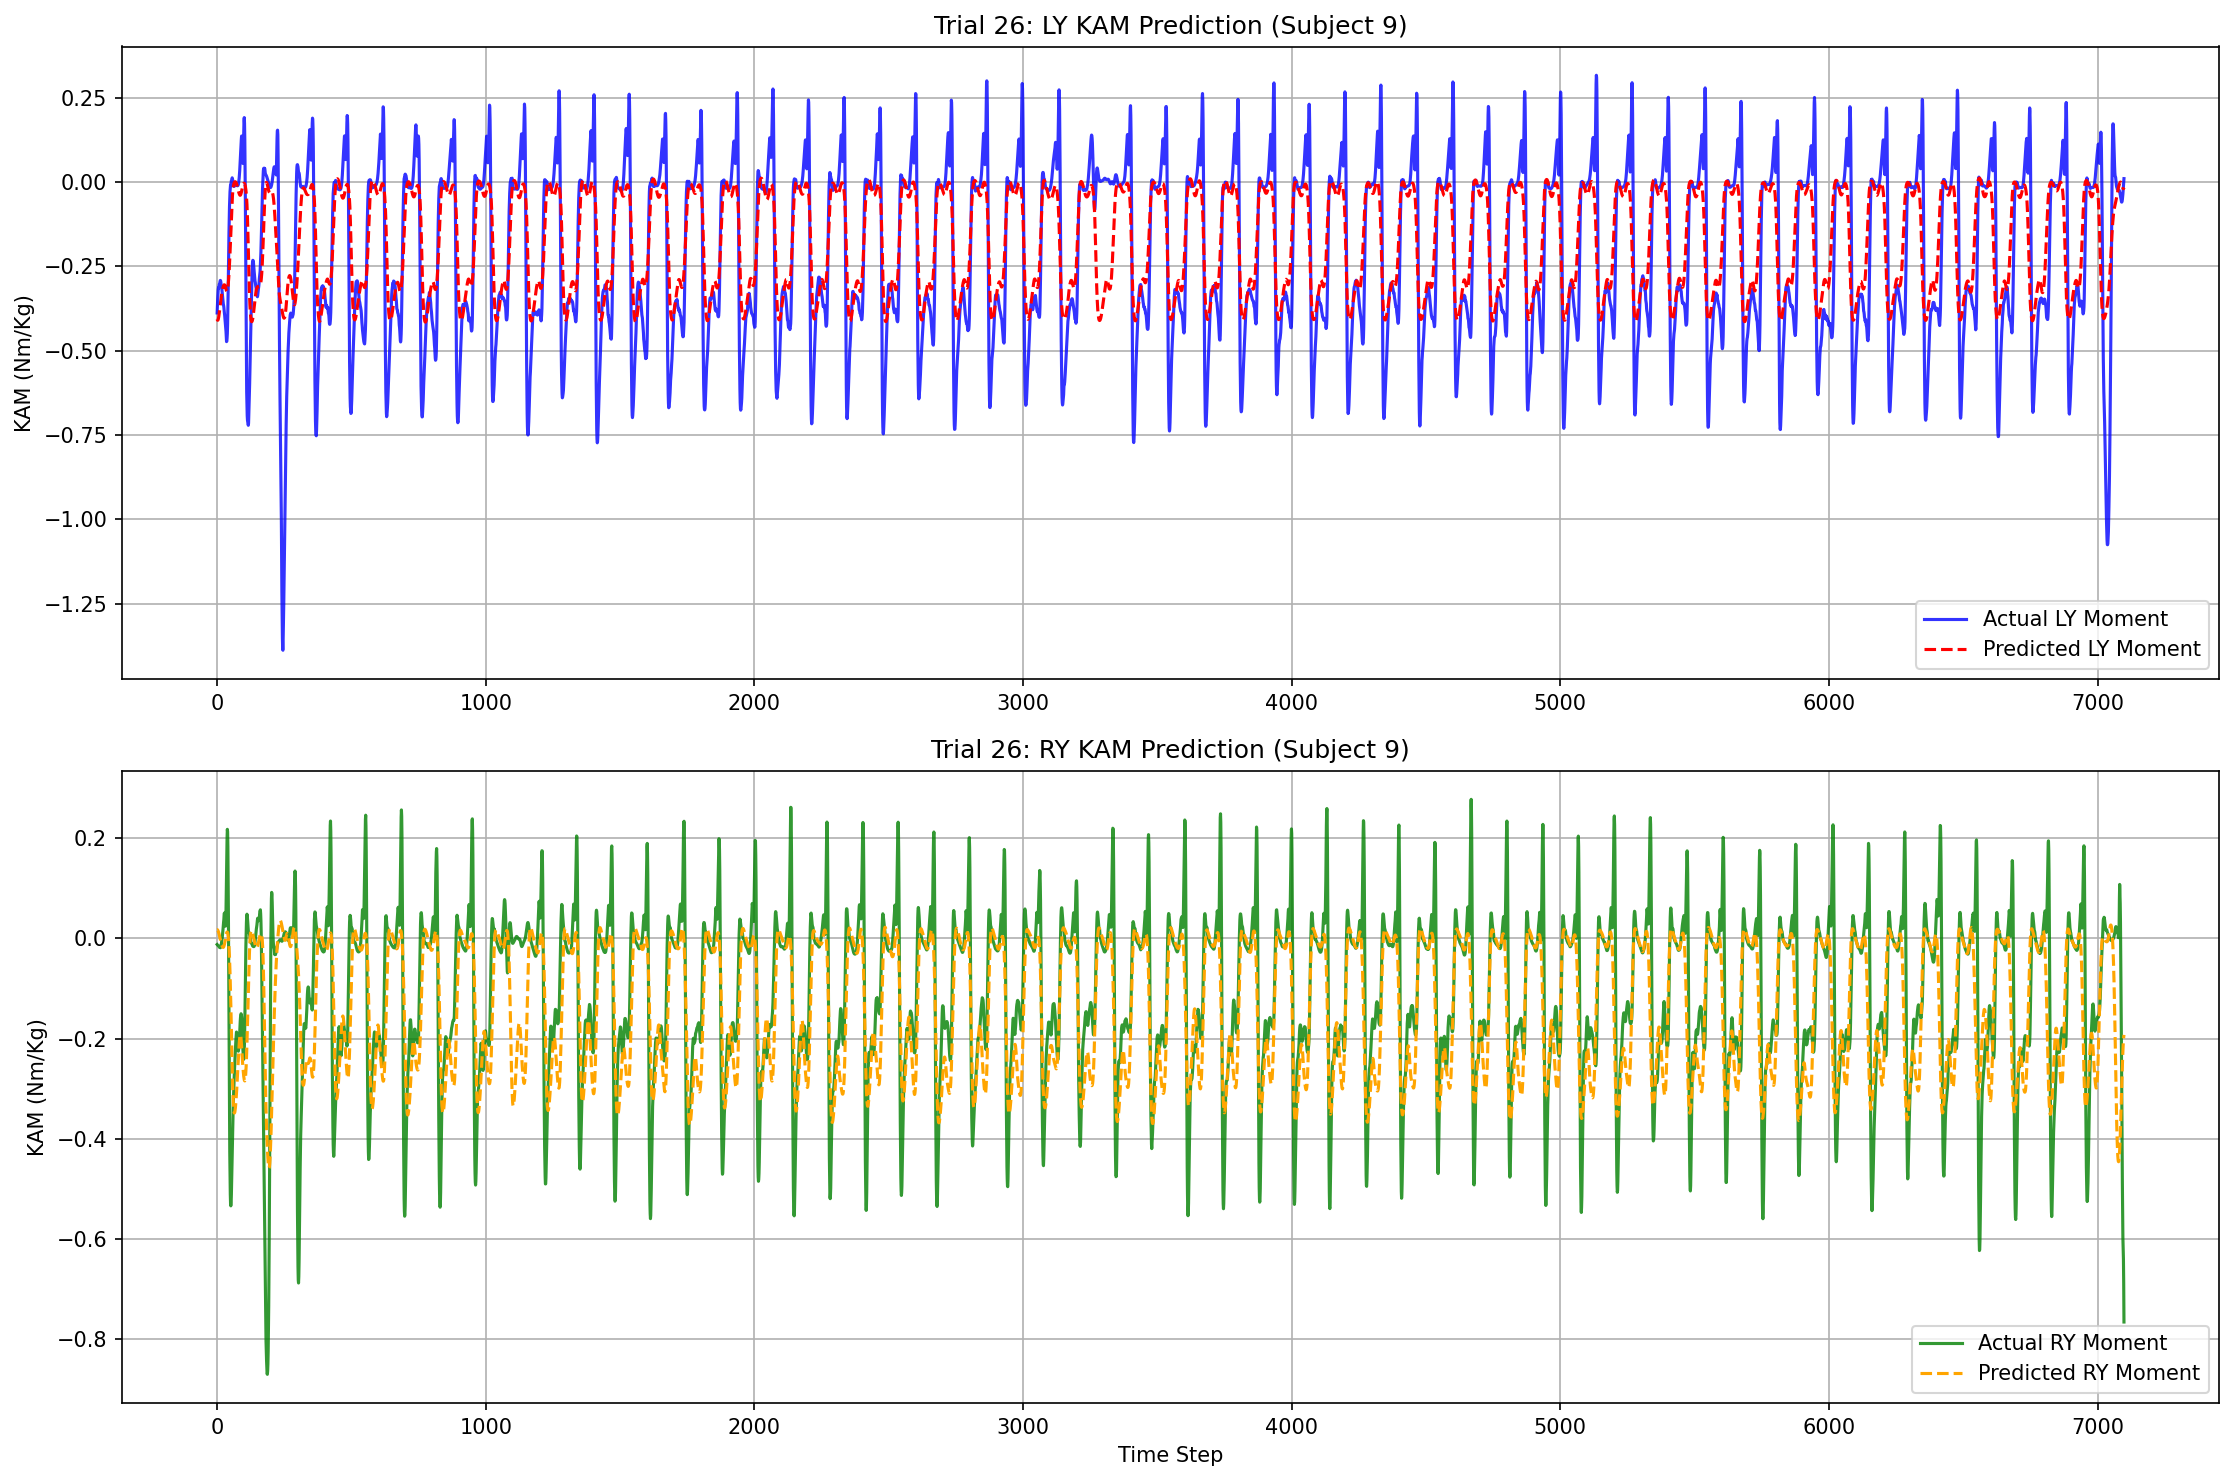 Trial 26: LY KAM Prediction (Subject 9)
KAM (Nm/Kg)
0.25
0.00
−0.25
−0.50
−0.75
−1.00
−1.25
Actual LY Moment
Predicted LY Moment
0 1000 2000 3000 4000 5000 6000 7000
Trial 26: RY KAM Prediction (Subject 9)
KAM (Nm/Kg)
0.2
0.0
−0.2
−0.4
−0.6
−0.8
Actual RY Moment
Predicted RY Moment
0 1000 2000 3000 4000 5000 6000 7000
Time Step